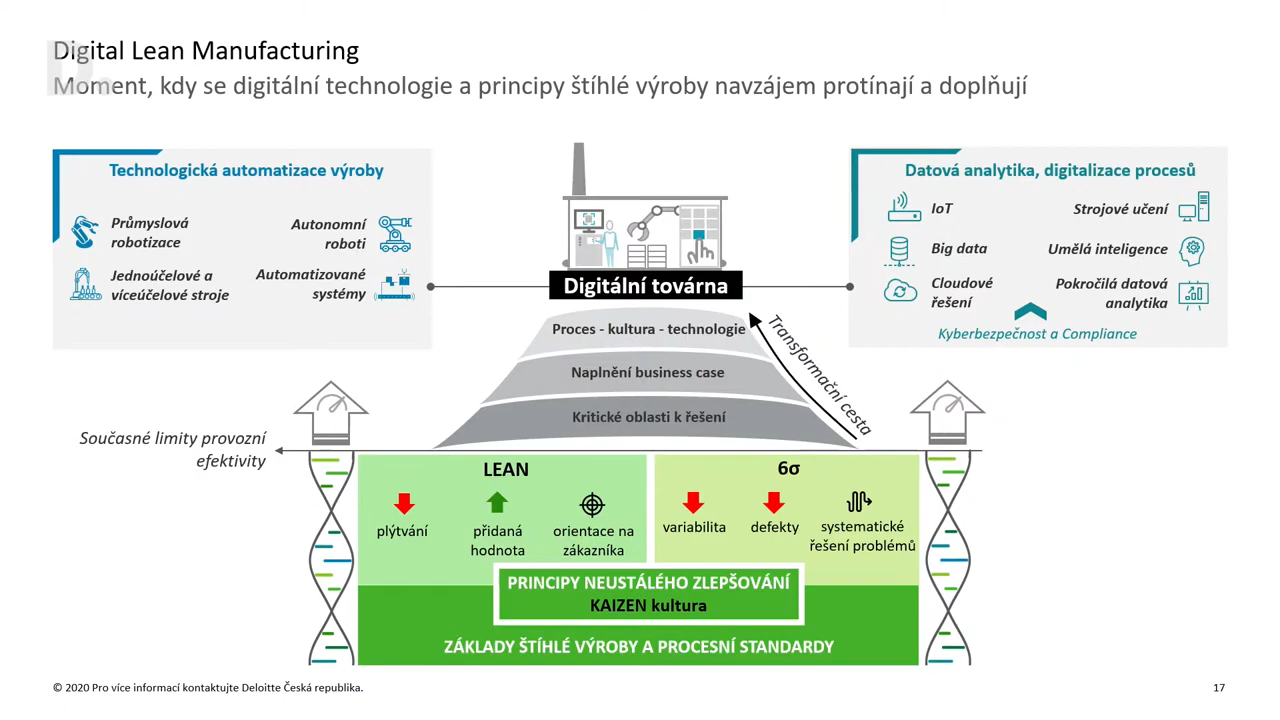 Digital Lean Manufacturing
Moment, kdy se digitální technologie a principy štíhlé výroby navzájem protínají a doplňují
Technologická automatizace výroby
Průmyslová
robotizace
Autonomní
roboti
Jednoúčelové a
víceúčelové stroje
Automatizované
systémy
Digitální továrna
Datová analytika, digitalizace procesů
IoT
Strojové učení
Big data
Umělá inteligence
Cloudové
řešení
Pokročilá datová
analytika
Kyberbezpečnost a Compliance
Proces - kultura - technologie
Naplnění business case
Kritické oblasti k řešení
Transformační cesta
Současné limity provozní
efektivity
LEAN
plýtvání
přidaná
hodnota
orientace na
zákazníka
6σ
variabilita
defekty
systematické
řešení problémů
PRINCIPY NEUSTÁLÉHO ZLEPŠOVÁNÍ
KAIZEN kultura
ZÁKLADY ŠTÍHLÉ VÝROBY A PROCESNÍ STANDARDY
© 2020 Pro více informací kontaktujte Deloitte Česká republika.
17